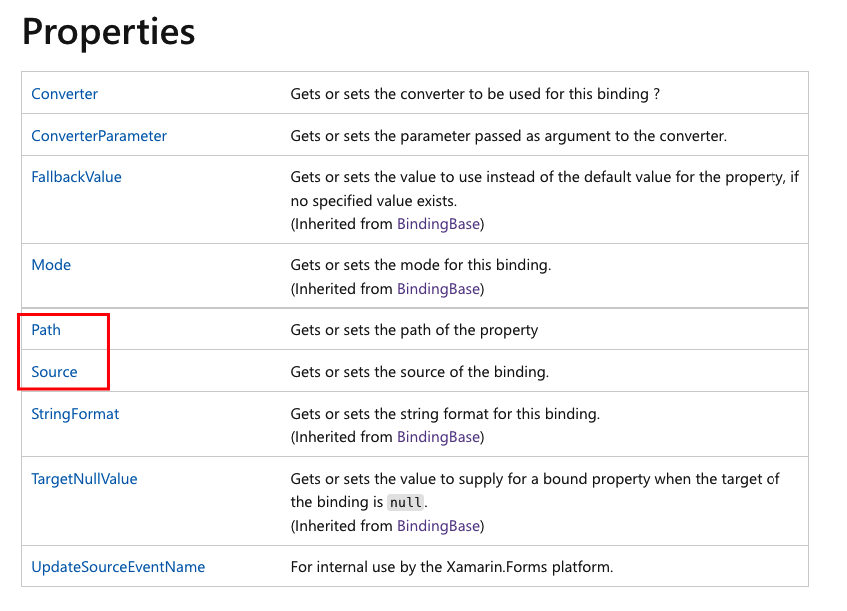 Properties
Converter Gets or sets the converter to be used for this binding ?
ConverterParameter Gets or sets the parameter passed as argument to the converter.
FallbackValue Gets or sets the value to use instead of the default value for the property, if
no specified value exists.
(Inherited from BindingBase)
Mode Gets or sets the mode for this binding.
(Inherited from BindingBase)
Path Gets or sets the path of the property
Source Gets or sets the source of the binding.
StringFormat Gets or sets the string format for this binding.
(Inherited from BindingBase)
TargetNullValue Gets or sets the value to supply for a bound property when the target of
the binding is null.
(Inherited from BindingBase)
UpdateSourceEventName For internal use by the Xamarin.Forms platform.